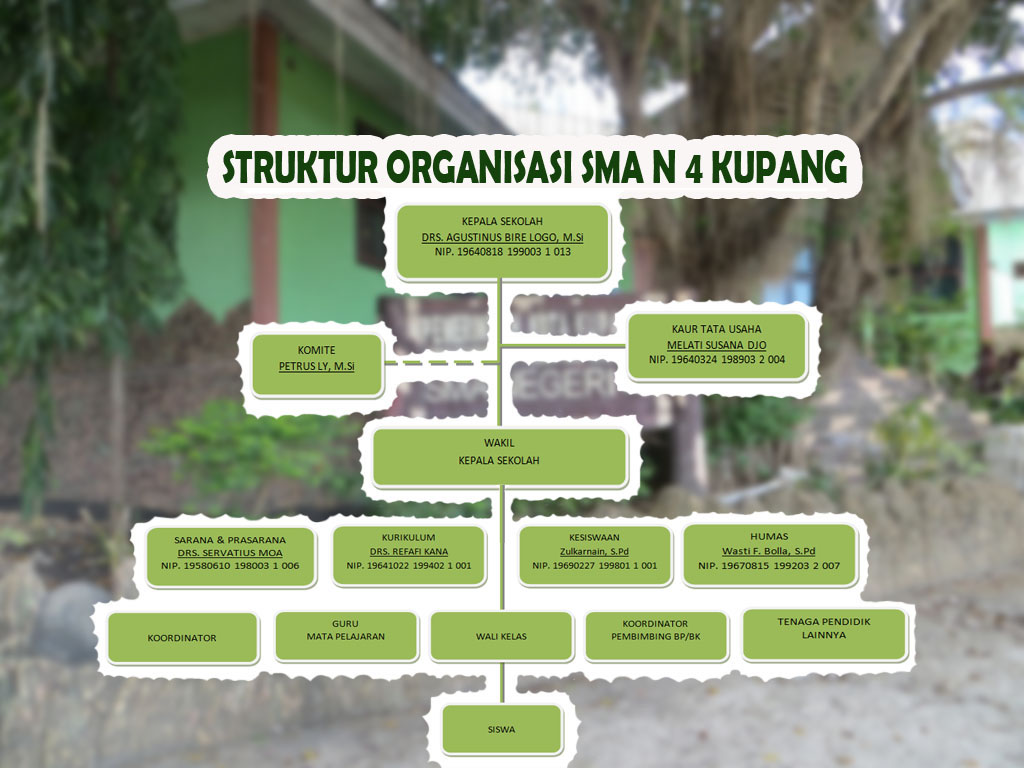 STRUKTUR ORGANISASI SMA N 4 KUPANG
KEPALA SEKOLAH
DRS. AGUSTINUS BIRE LOGO, M.Si
NIP. 19640818 199003 1 013
KAUR TATA USAHA
MELATI SUSANA DJO
NIP. 19640324 198903 2 004
KOMITE
PETRUS LY, M.Si
WAKIL
KEPALA SEKOLAH
SARANA & PRASARANA
DRS. SERVATIUS MOA
NIP. 19580610 198003 1 006
KURIKULUM
DRS. REFAFI KANA
NIP. 19641022 199402 1 001
KESISWAAN
Zulkarnain, S.Pd
NIP. 19690227 199801 1 001
HUMAS
Wasti F. Bolla, S.Pd
NIP. 19670815 199203 2 007
KOORDINATOR
GURU
MATA PELAJARAN
WALI KELAS
KOORDINATOR
PEMBIMBING BP/BK
TENAGA PENDIDIK
LAINNYA
SISWA